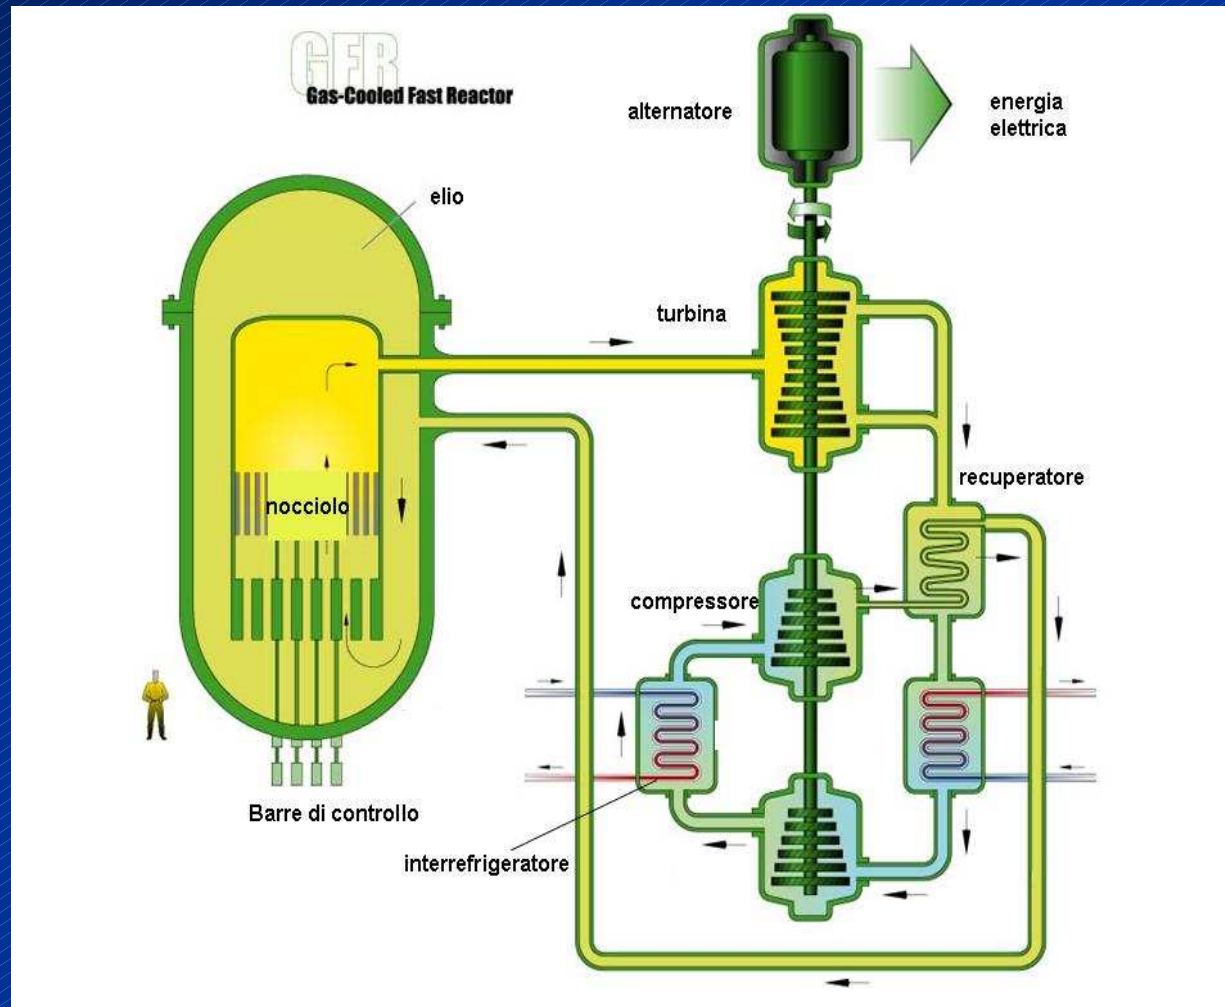 GFR
Gas-Cooled Fast Reactor
alternatore
energia
elettrica
elio
turbina
recuperatore
nocciolo
compressore
Barre di controllo
interrefrigeratore